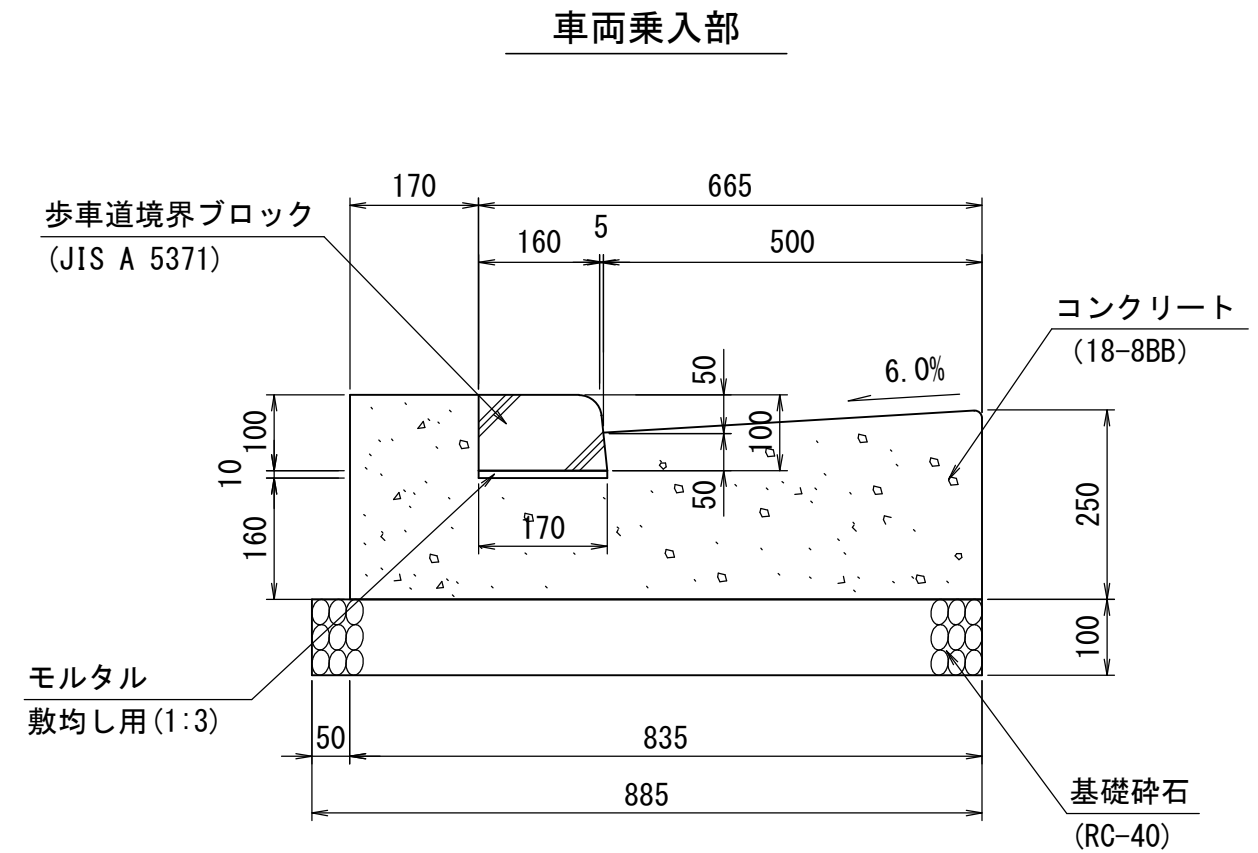 車両乗入部
170
665
歩車道境界ブロック
(JIS A 5371)
5
160
500
コンクリート
(18-8BB)
50
6.0%
100
100
10
50
170
160
250
100
モルタル
敷均し用(1:3)
50
835
885
基礎砕石
(RC-40)